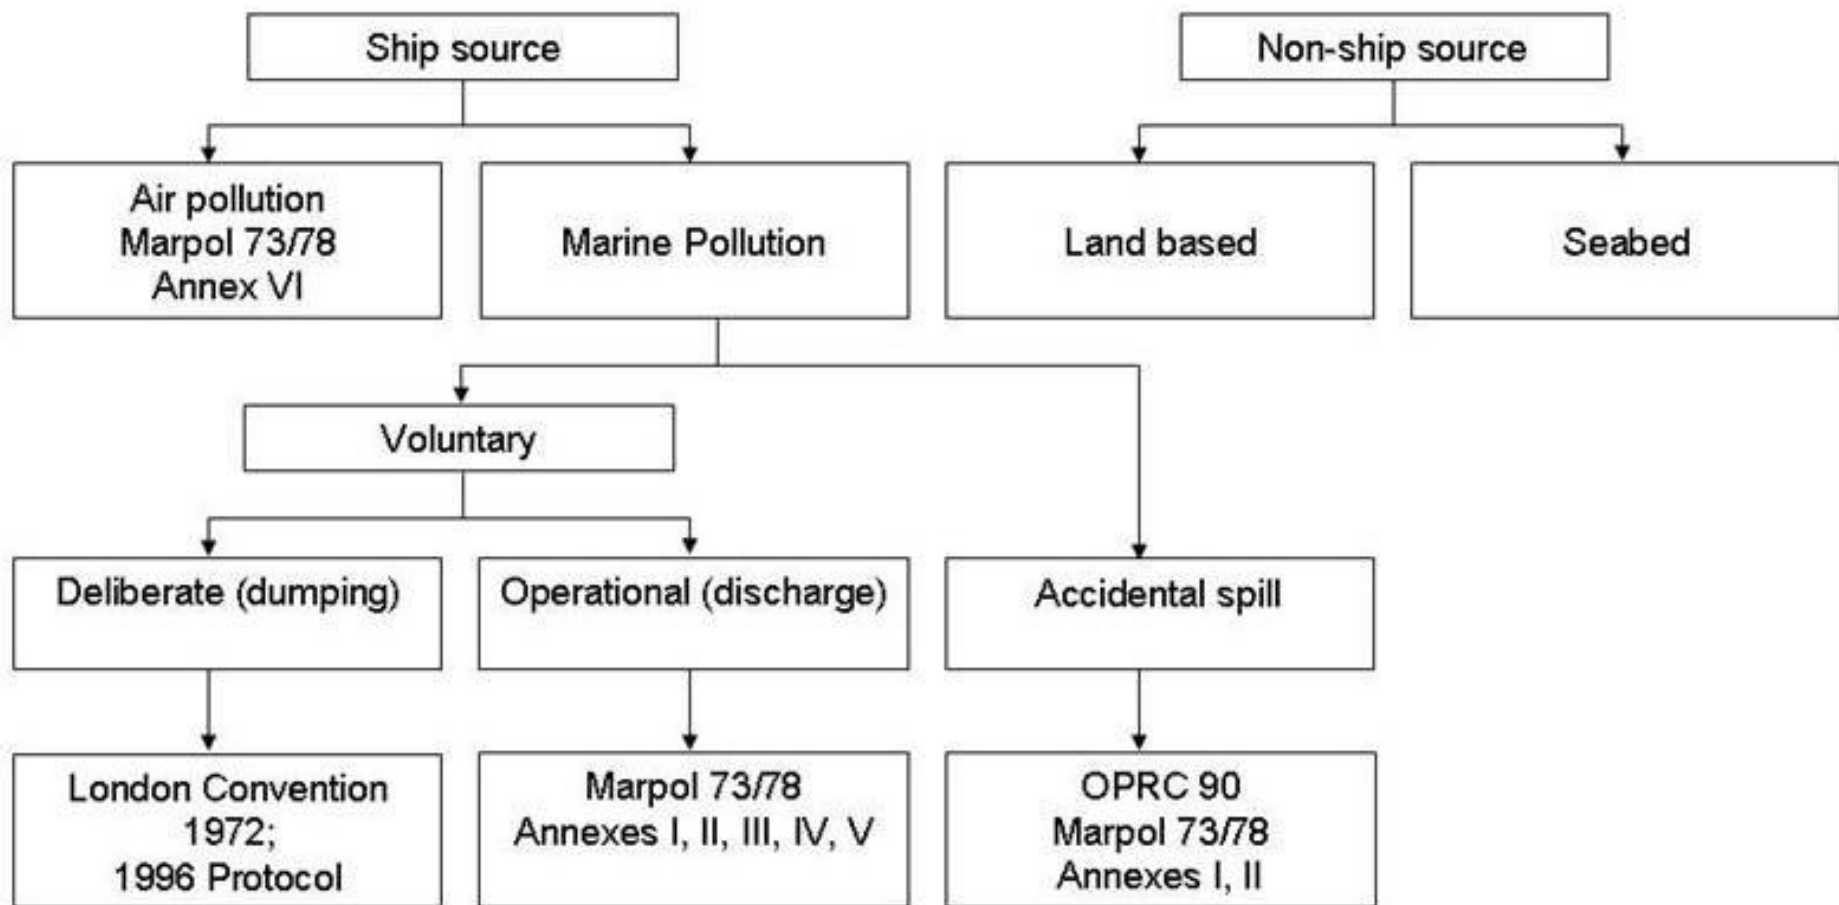 Ship source
Non-ship source
Air pollution
Marpol 73/78
Annex VI
Marine Pollution
Land based
Seabed
Voluntary
Deliberate (dumping)
Operational (discharge)
Accidental spill
London Convention
1972;
1996 Protocol
Marpol 73/78
Annexes I, II, III, IV, V
OPRC 90
Marpol 73/78
Annexes I, II